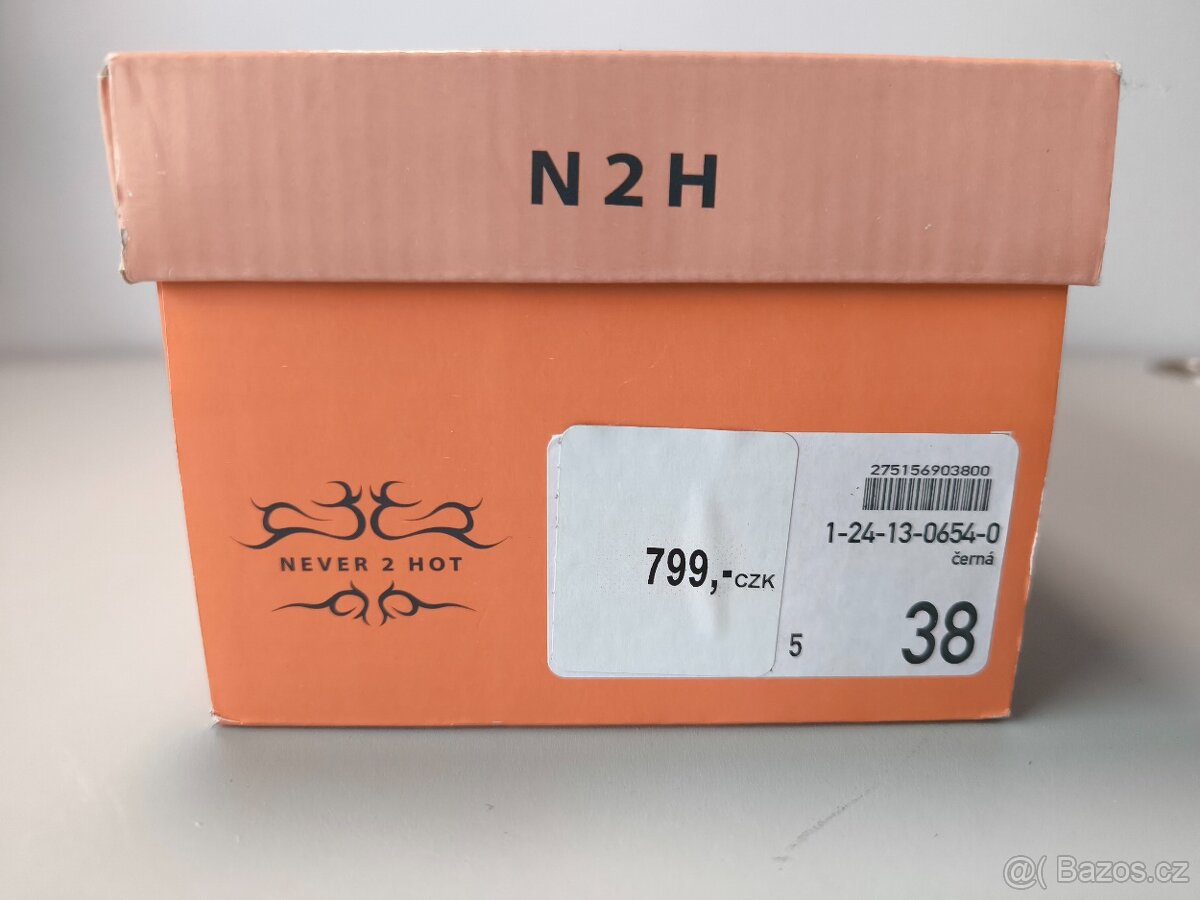 N2H
NEVER 2 HOT
799,-CZK
275156903800
1-24-13-0654-0
černá
5 38
@( Bazos.cz